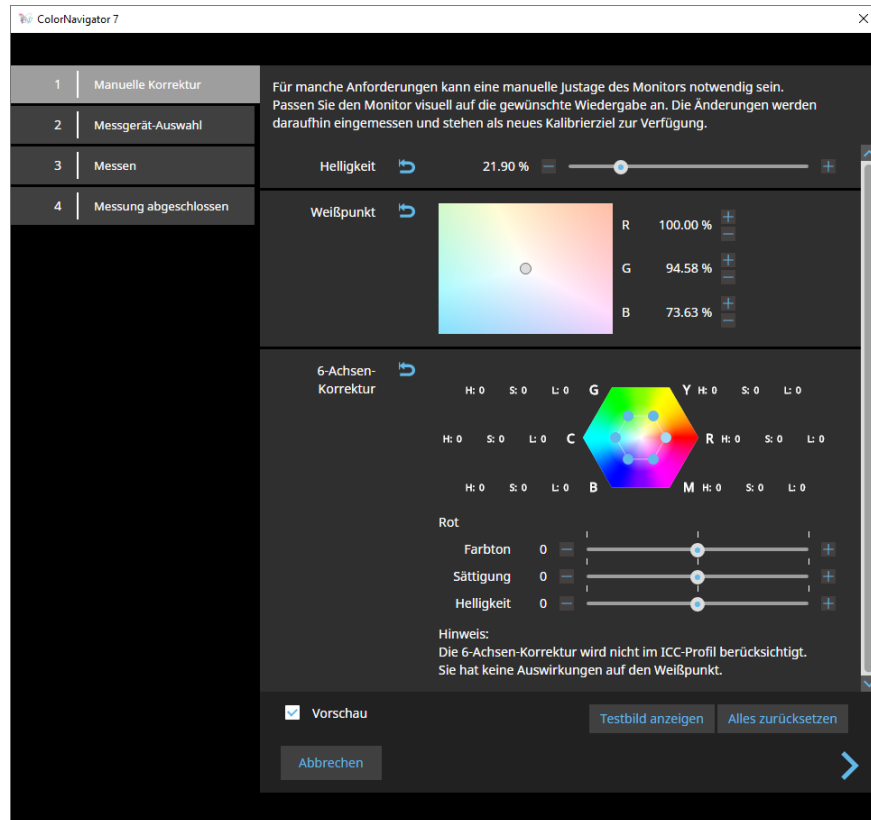 ColorNavigator 7
1 Manuelle Korrektur
2 Messgerät-Auswahl
3 Messen
4 Messung abgeschlossen
Für manche Anforderungen kann eine manuelle Justage des Monitors notwendig sein.
Passen Sie den Monitor visuell auf die gewünschte Wiedergabe an. Die Änderungen werden
daraufhin eingemessen und stehen als neues Kalibrierziel zur Verfügung.
Helligkeit 21.90 %
Weißpunkt
R 100.00 %
G 94.58 %
B 73.63 %
6-Achsen-
Korrektur
H: 0 S: 0 L: 0 G Y H: 0 S: 0 L: 0
H: 0 S: 0 L: 0 C R H: 0 S: 0 L: 0
H: 0 S: 0 L: 0 B M H: 0 S: 0 L: 0
Rot
Farbton 0
Sättigung 0
Helligkeit 0
Hinweis:
Die 6-Achsen-Korrektur wird nicht im ICC-Profil berücksichtigt.
Sie hat keine Auswirkungen auf den Weißpunkt.
Vorschau
Testbild anzeigen Alles zurücksetzen
Abbrechen